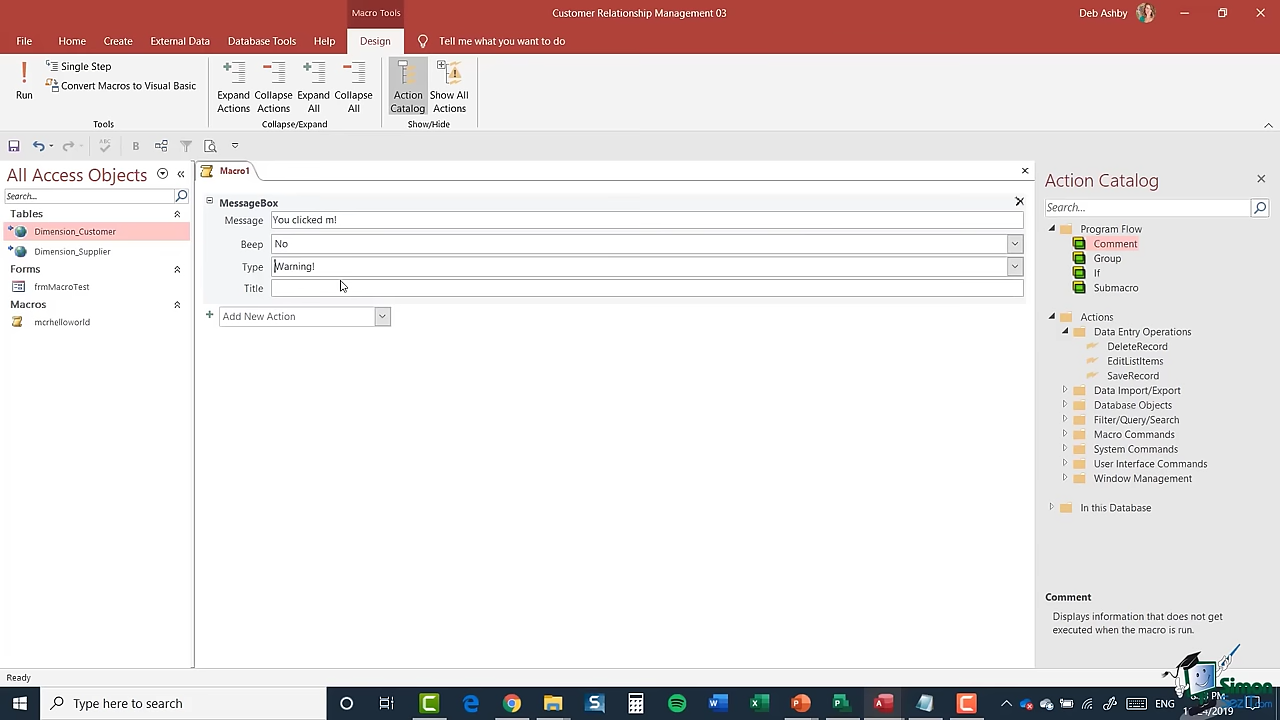 Macro Tools
Customer Relationship Management 03
Deb Ashby
File
Home
Create
External Data
Database Tools
Help
Design
Tell me what you want to do
Run
Single Step
Convert Macros to Visual Basic
Tools
Expand Actions
Collapse Actions
Expand All
Collapse All
Collapse/Expand
Action Catalog
Show All Actions
Show/Hide
ABC
B
All Access Objects
Search...
Tables
Dimension_Customer
Dimension_Supplier
Forms
frmMacroTest
Macros
mcrhelloworld
Macro1
MessageBox
Message
You clicked m!
Beep
No
Type
Warning!
Title
Add New Action
Action Catalog
Search...
Program Flow
Comment
Group
If
Submacro
Actions
Data Entry Operations
DeleteRecord
EditListItems
SaveRecord
Data Import/Export
Database Objects
Filter/Query/Search
Macro Commands
System Commands
User Interface Commands
Window Management
In this Database
Comment
Displays information that does not get
executed when the macro is run.
Ready
Type here to search
ENG
Simon